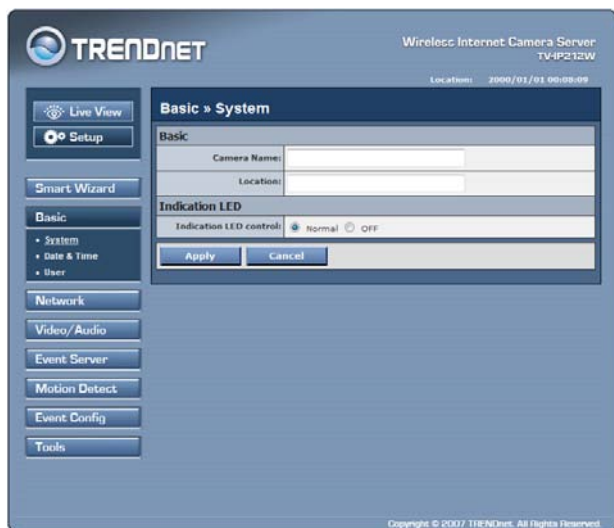 TRENDnet
Wireless Internet Camera Server
TV-IP212W
Location: 2000/01/01 00:08:09
Live View
Setup
Smart Wizard
Basic
• System
• Date & Time
• User
Network
Video/Audio
Event Server
Motion Detect
Event Config
Tools
Basic » System
Basic
Camera Name:
Location:
Indication LED
Indication LED control: Normal OFF
Apply Cancel
Copyright © 2007 TRENDnet. All Rights Reserved.